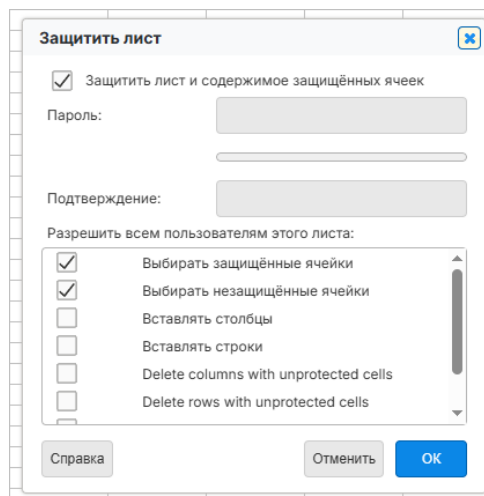 Защитить лист
Защитить лист и содержимое защищённых ячеек
Пароль:
Подтверждение:
Разрешить всем пользователям этого листа:
Выбирать защищённые ячейки
Выбирать незащищённые ячейки
Вставлять столбцы
Вставлять строки
Delete columns with unprotected cells
Delete rows with unprotected cells
Справка
Отменить
ОК